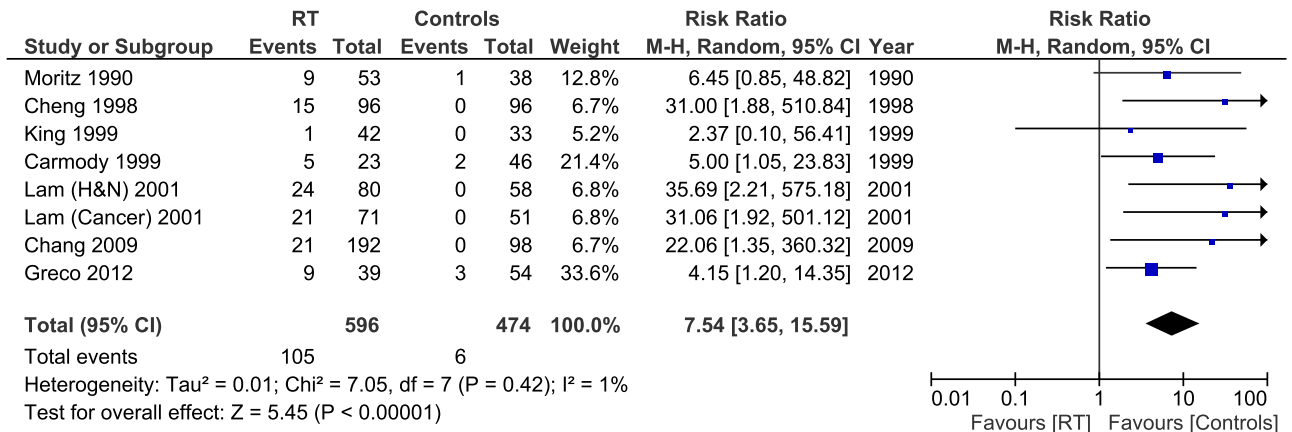 RT Controls Risk Ratio Risk Ratio
Study or Subgroup Events Total Events Total Weight M-H, Random, 95% CI Year M-H, Random, 95% CI
Moritz 1990 9 53 1 38 12.8% 6.45 [0.85, 48.82] 1990
Cheng 1998 15 96 0 96 6.7% 31.00 [1.88, 510.84] 1998
King 1999 1 42 0 33 5.2% 2.37 [0.10, 56.41] 1999
Carmody 1999 5 23 2 46 21.4% 5.00 [1.05, 23.83] 1999
Lam (H&N) 2001 24 80 0 58 6.8% 35.69 [2.21, 575.18] 2001
Lam (Cancer) 2001 21 71 0 51 6.8% 31.06 [1.92, 501.12] 2001
Chang 2009 21 192 0 98 6.7% 22.06 [1.35, 360.32] 2009
Greco 2012 9 39 3 54 33.6% 4.15 [1.20, 14.35] 2012
Total (95% CI) 596 474 100.0% 7.54 [3.65, 15.59]
Total events 105 6
Heterogeneity: Tau² = 0.01; Chi² = 7.05, df = 7 (P = 0.42); I² = 1%
Test for overall effect: Z = 5.45 (P < 0.00001)
0.01 0.1 1 10 100
Favours [RT] Favours [Controls]